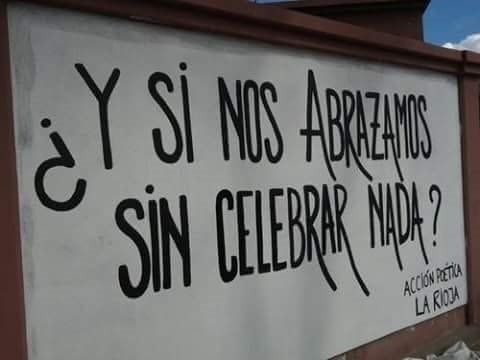 ¿Y Si NOS ABRAZAMOS
SiN CELEBRAR NADA?
ACCIÓN POÉTICA
LA RIOJA